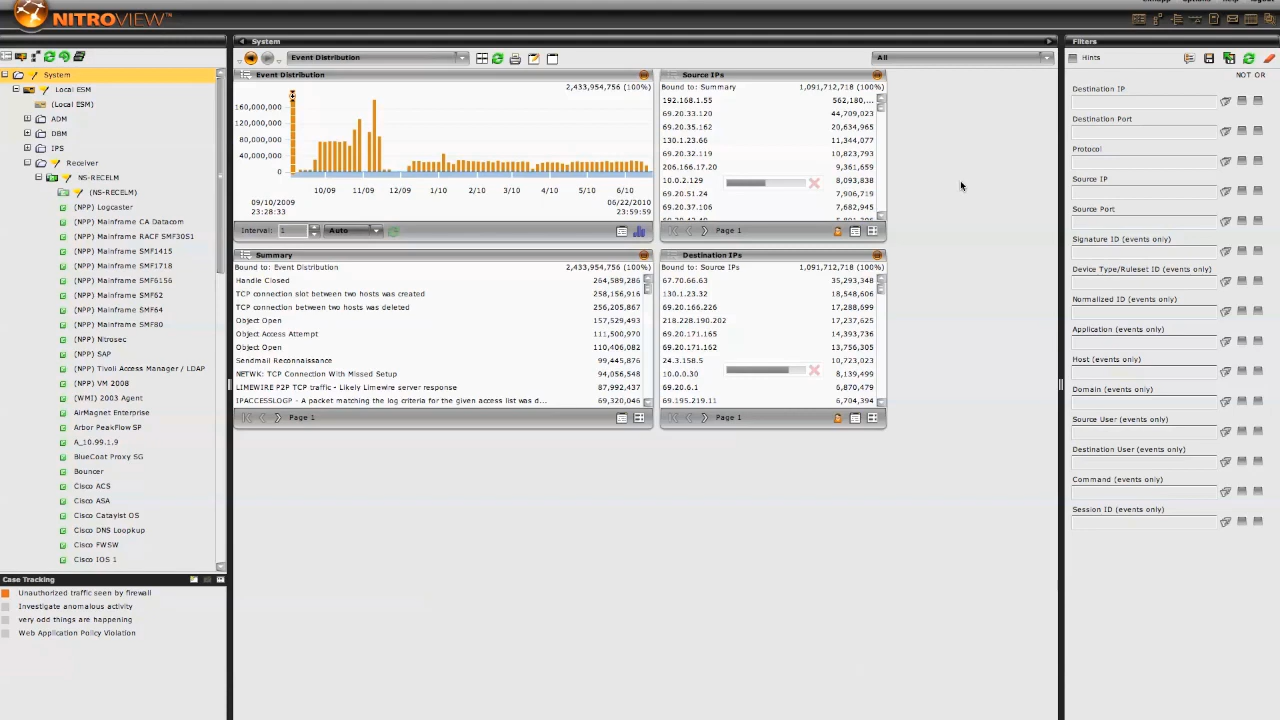 Options
NITROVIEW™
System
Filters
Event Distribution
All
Hints
NOT OR
System
Local ESM
(Local ESM)
ADM
DBM
IPS
Receiver
NS-RECELM
(NS-RECELM)
(NPP) Logcaster
(NPP) Mainframe CA Datacom
(NPP) Mainframe RACF SMF30S1
(NPP) Mainframe SMF1415
(NPP) Mainframe SMF1718
(NPP) Mainframe SMF6156
(NPP) Mainframe SMF62
(NPP) Mainframe SMF64
(NPP) Mainframe SMF80
(NPP) Nitrosec
(NPP) SAP
(NPP) Tivoli Access Manager / LDAP
(NPP) VM 2008
(WMI) 2003 Agent
AirMagnet Enterprise
Arbor PeakFlow SP
A_10.99.1.9
BlueCoat Proxy SG
Bouncer
Cisco ACS
Cisco ASA
Cisco Catalyst OS
Cisco DNS Loopkup
Cisco FWSW
Cisco IOS 1
Case Tracking
Unauthorized traffic seen by firewall
Investigate anomalous activity
very odd things are happening
Web Application Policy Violation
Event Distribution
2,433,954,756 (100%)
160,000,000
120,000,000
80,000,000
40,000,000
0
10/09 11/09 12/09 1/10 2/10 3/10 4/10 5/10 6/10
09/10/2009 06/22/2010
23:28:33 23:59:59
Interval: 1 Auto
Source IPs
Bound to: Summary 1,091,712,718 (100%)
192.168.1.55 562,180,...
69.20.33.120 44,709,023
69.20.35.162 20,634,965
130.1.23.66 11,344,077
69.20.32.119 10,823,793
206.166.17.20 9,361,659
10.0.2.129 8,093,838
69.20.51.24 7,906,719
69.20.37.106 7,682,945
Page 1
Summary
Bound to: Event Distribution 2,433,954,756 (100%)
Handle Closed 264,589,286
TCP connection slot between two hosts was created 258,156,916
TCP connection between two hosts was deleted 256,205,867
Object Open 157,529,493
Object Access Attempt 111,500,970
Object Open 110,406,082
Sendmail Reconnaissance 99,445,876
NETWK: TCP Connection With Missed Setup 94,056,548
LIMEWIRE P2P TCP traffic - Likely Limewire server response 87,992,437
IPACCESSLOGP - A packet matching the log criteria for the given access list was d... 69,320,046
Page 1
Destination IPs
Bound to: Source IPs 1,091,712,718 (100%)
67.70.66.63 35,293,348
130.1.23.32 18,548,606
69.20.166.226 17,288,699
218.228.190.202 17,237,625
69.20.171.165 14,393,736
69.20.171.162 13,756,305
24.3.158.5 10,723,023
10.0.0.30 8,139,499
69.20.6.1 6,870,479
69.195.219.11 6,704,394
Page 1
Destination IP
Destination Port
Protocol
Source IP
Source Port
Signature ID (events only)
Device Type/Ruleset ID (events only)
Normalized ID (events only)
Application (events only)
Host (events only)
Domain (events only)
Source User (events only)
Destination User (events only)
Command (events only)
Session ID (events only)